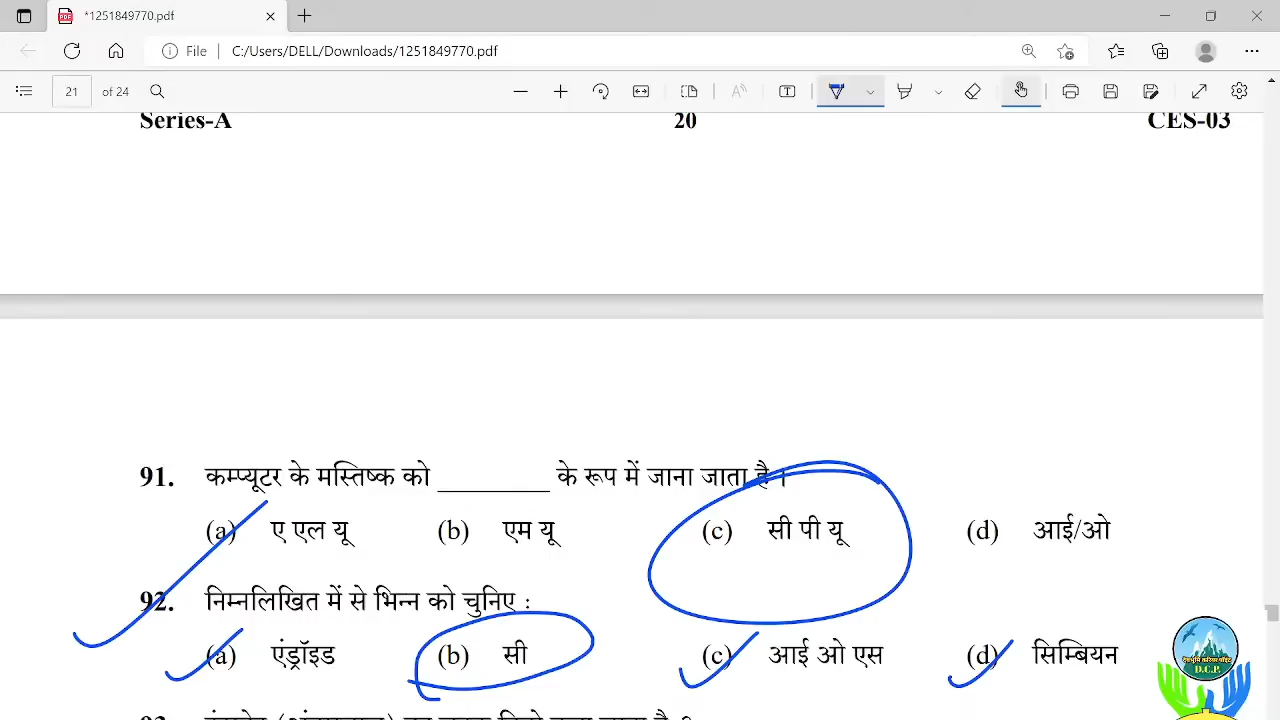 *1251849770.pdf
File C:/Users/DELL/Downloads/1251849770.pdf
21 of 24
Series-A 20 CES-03
91. कम्प्यूटर के मस्तिष्क को ________ के रूप में जाना जाता है ।
(a) ए एल यू (b) एम यू (c) सी पी यू (d) आई/ओ
92. निम्नलिखित में से भिन्न को चुनिए :
(a) एंड्रॉइड (b) सी (c) आई ओ एस (d) सिम्बियन
D.C.P.